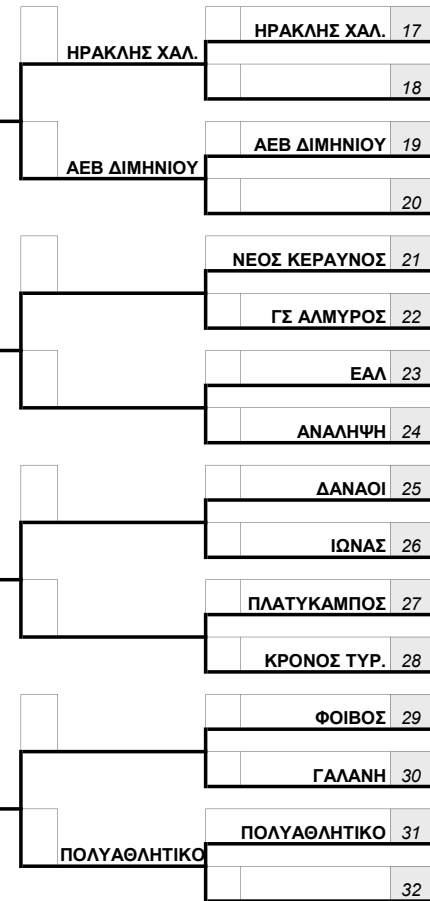 ΗΡΑΚΛΗΣ ΧΑΛ. 17
ΗΡΑΚΛΗΣ ΧΑΛ.
18
ΑΕΒ ΔΙΜΗΝΙΟΥ 19
ΑΕΒ ΔΙΜΗΝΙΟΥ
20
ΝΕΟΣ ΚΕΡΑΥΝΟΣ 21
ΓΣ ΑΛΜΥΡΟΣ 22
ΕΑΛ 23
ΑΝΑΛΗΨΗ 24
ΔΑΝΑΟΙ 25
ΙΩΝΑΣ 26
ΠΛΑΤΥΚΑΜΠΟΣ 27
ΚΡΟΝΟΣ ΤΥΡ. 28
ΦΟΙΒΟΣ 29
ΓΑΛΑΝΗ 30
ΠΟΛΥΑΘΛΗΤΙΚΟ 31
ΠΟΛΥΑΘΛΗΤΙΚΟ
32